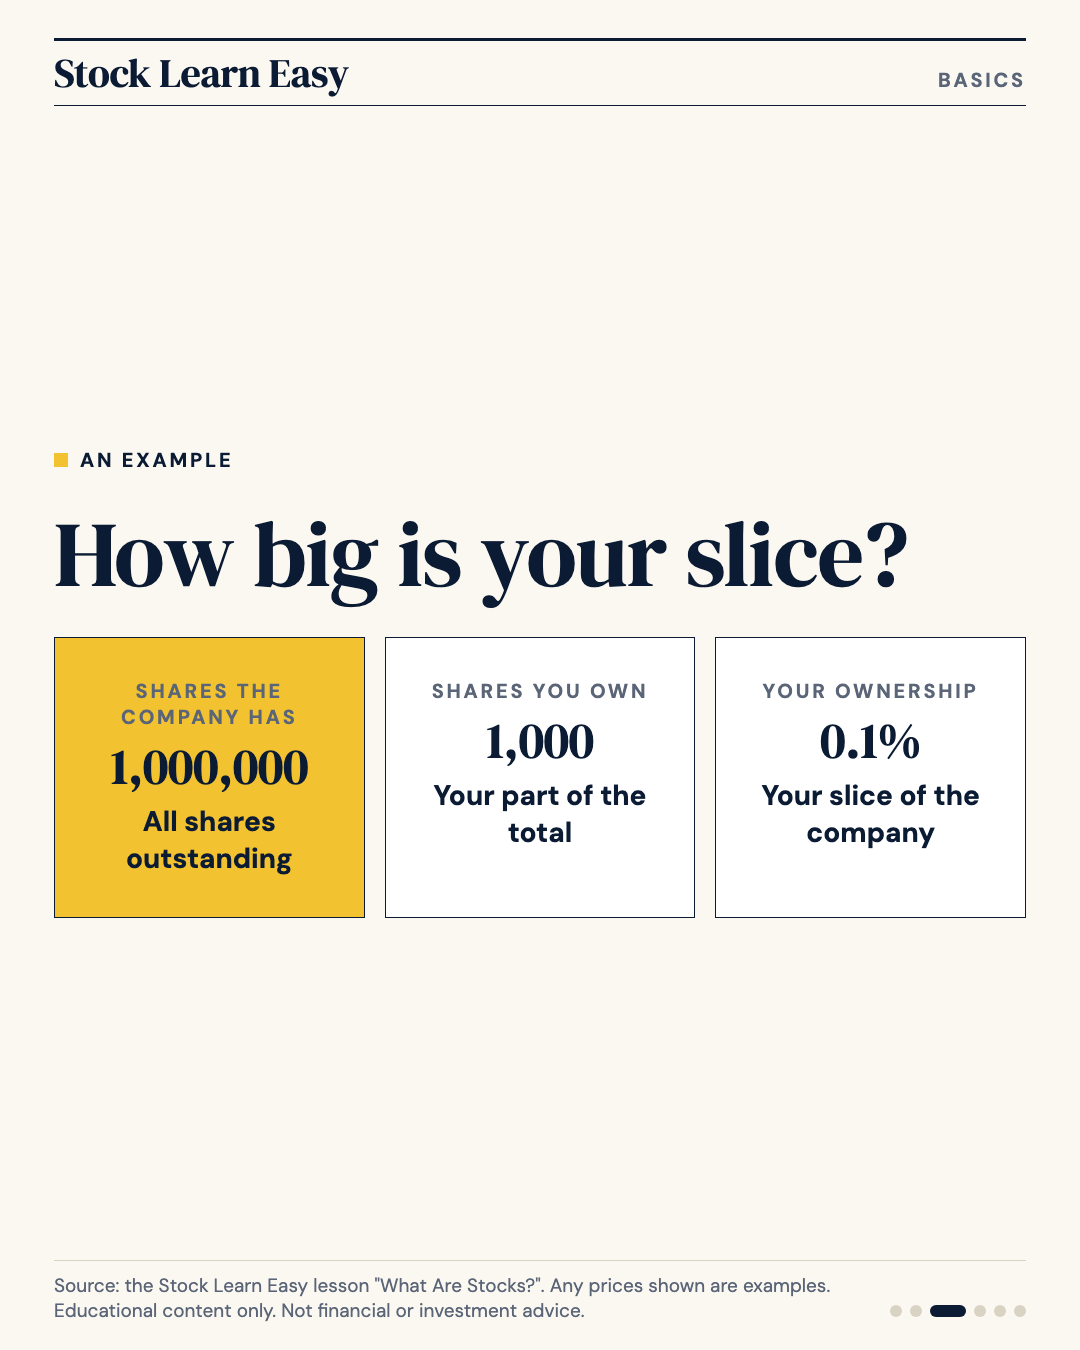 Stock Learn Easy
BASICS
AN EXAMPLE
How big is your slice?
SHARES THE
COMPANY HAS
1,000,000
All shares
outstanding
SHARES YOU OWN
1,000
Your part of the
total
YOUR OWNERSHIP
0.1%
Your slice of the
company
Source: the Stock Learn Easy lesson "What Are Stocks?". Any prices shown are examples.
Educational content only. Not financial or investment advice.